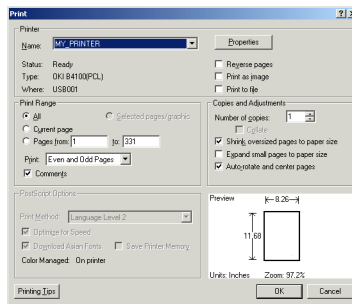 Print
Printer
Name: MY_PRINTER
Properties
Status: Ready
Type: OKI B4100(PCL)
Where: USB001
Reverse pages
Print as image
Print to file
Print Range
All
Selected pages/graphic
Current page
Pages from: 1 to: 331
Print: Even and Odd Pages
Comments
Copies and Adjustments
Number of copies: 1
Collate
Shrink oversized pages to paper size
Expand small pages to paper size
Auto-rotate and center pages
PostScript Options
Print Method: Language Level 2
Optimize for Speed
Download Asian Fonts
Save Printer Memory
Color Managed: On printer
Preview
8.26
11.68
Units: Inches Zoom: 97.2%
Printing Tips
OK
Cancel